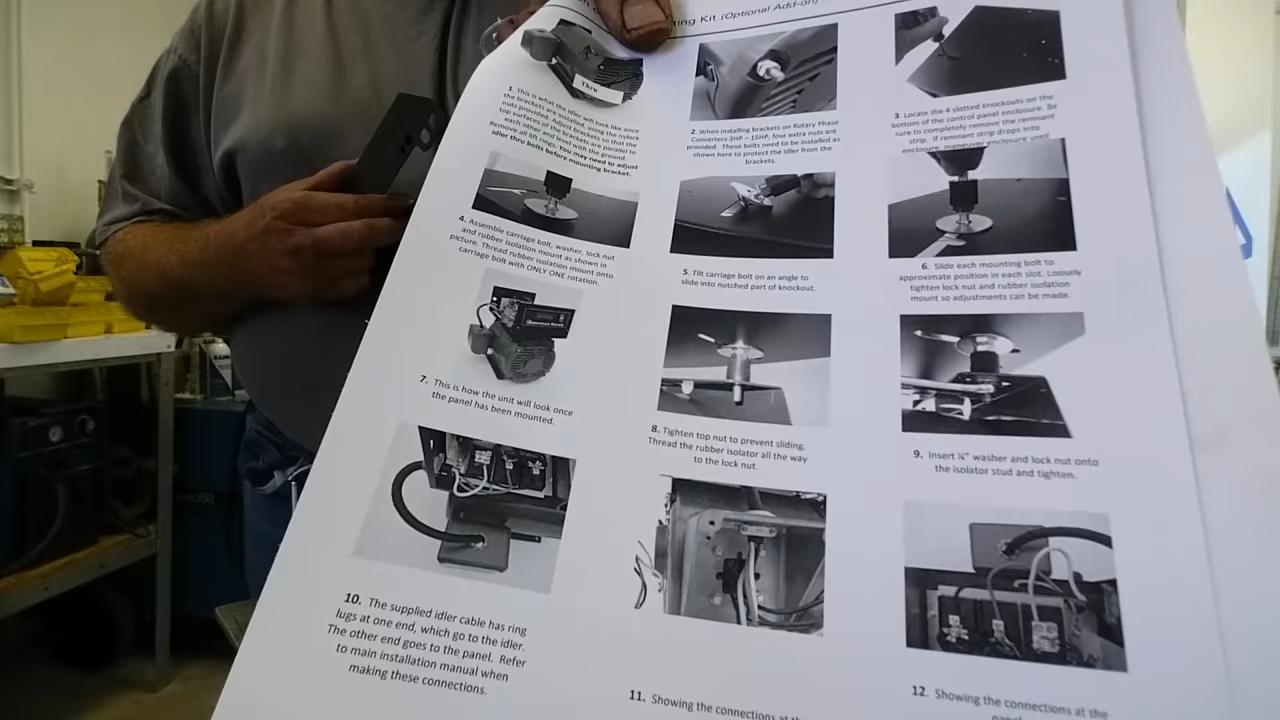 ting Kit (Optional Add-on)
Thru
1. This is what the idler will look like once
the brackets are installed, using the nylock
nuts provided. Adjust brackets so that the
top surfaces of the brackets are parallel to
each other and level with the ground.
Remove all lifting rings. You may need to adjust
idler thru bolts before mounting bracket.
2. When installing brackets on Rotary Phase
Converters 3HP – 15HP, four extra nuts are
provided. These bolts need to be installed as
shown here to protect the idler from the
brackets.
3. Locate the 4 slotted knockouts on the
bottom of the control panel enclosure. Be
sure to completely remove the remnant
strip. If remnant strip drops into
enclosure, maneuver enclosure until
4. Assemble carriage bolt, washer, lock nut
and rubber isolation mount as shown in
picture. Thread rubber isolation mount onto
carriage bolt with ONLY ONE rotation.
5. Tilt carriage bolt on an angle to
slide into notched part of knockout.
6. Slide each mounting bolt to
approximate position in each slot. Loosely
tighten lock nut and rubber isolation
mount so adjustments can be made.
7. This is how the unit will look once
the panel has been mounted.
8. Tighten top nut to prevent sliding.
Thread the rubber isolator all the way
to the lock nut.
9. Insert ¼" washer and lock nut onto
the isolator stud and tighten.
10. The supplied idler cable has ring
lugs at one end, which go to the idler.
The other end goes to the panel. Refer
to main installation manual when
making these connections.
11. Showing the connections at
12. Showing the connections at the